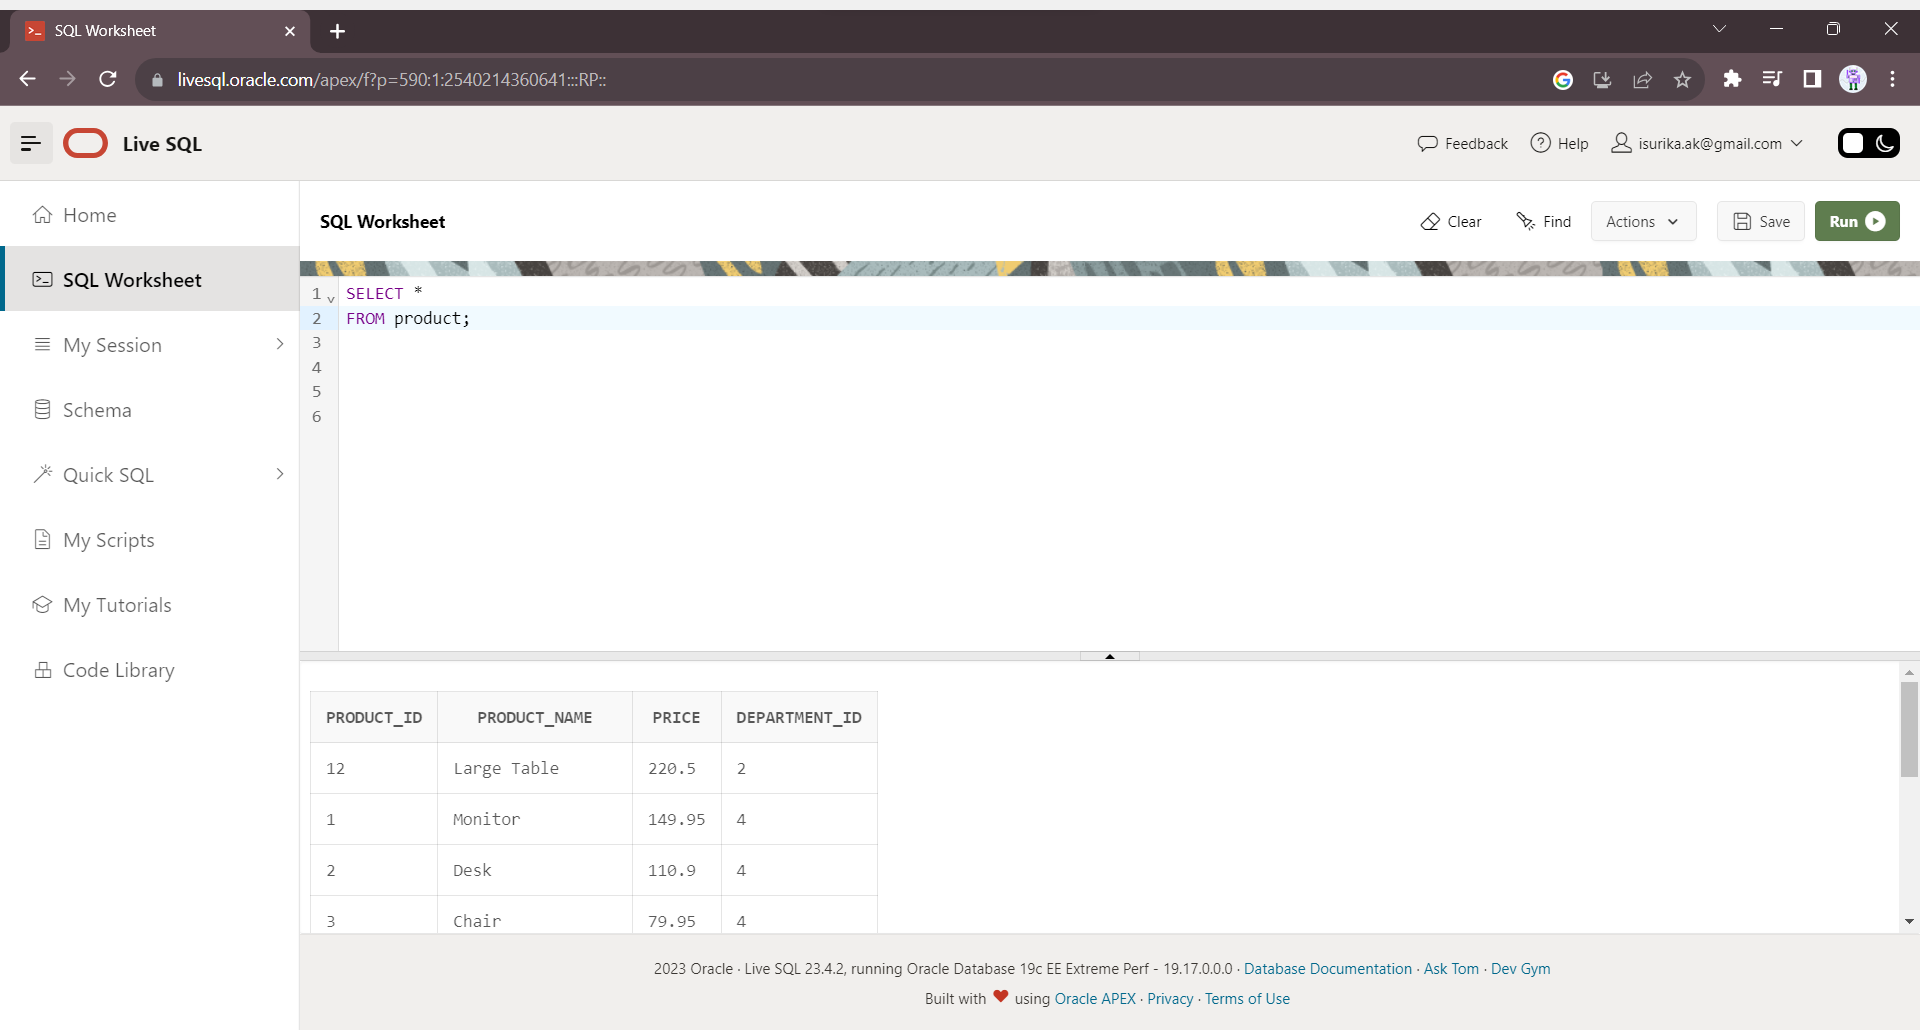 SQL Worksheet
livesql.oracle.com/apex/f?p=590:1:2540214360641:::RP::
Live SQL
Feedback
Help
isurika.ak@gmail.com
Home
SQL Worksheet
My Session
Schema
Quick SQL
My Scripts
My Tutorials
Code Library
SQL Worksheet
Clear
Find
Actions
Save
Run
1 SELECT *
2 FROM product;
3
4
5
6
PRODUCT_ID PRODUCT_NAME PRICE DEPARTMENT_ID
12 Large Table 220.5 2
1 Monitor 149.95 4
2 Desk 110.9 4
3 Chair 79.95 4
2023 Oracle · Live SQL 23.4.2, running Oracle Database 19c EE Extreme Perf - 19.17.0.0.0 · Database Documentation · Ask Tom · Dev Gym
Built with ❤ using Oracle APEX · Privacy · Terms of Use